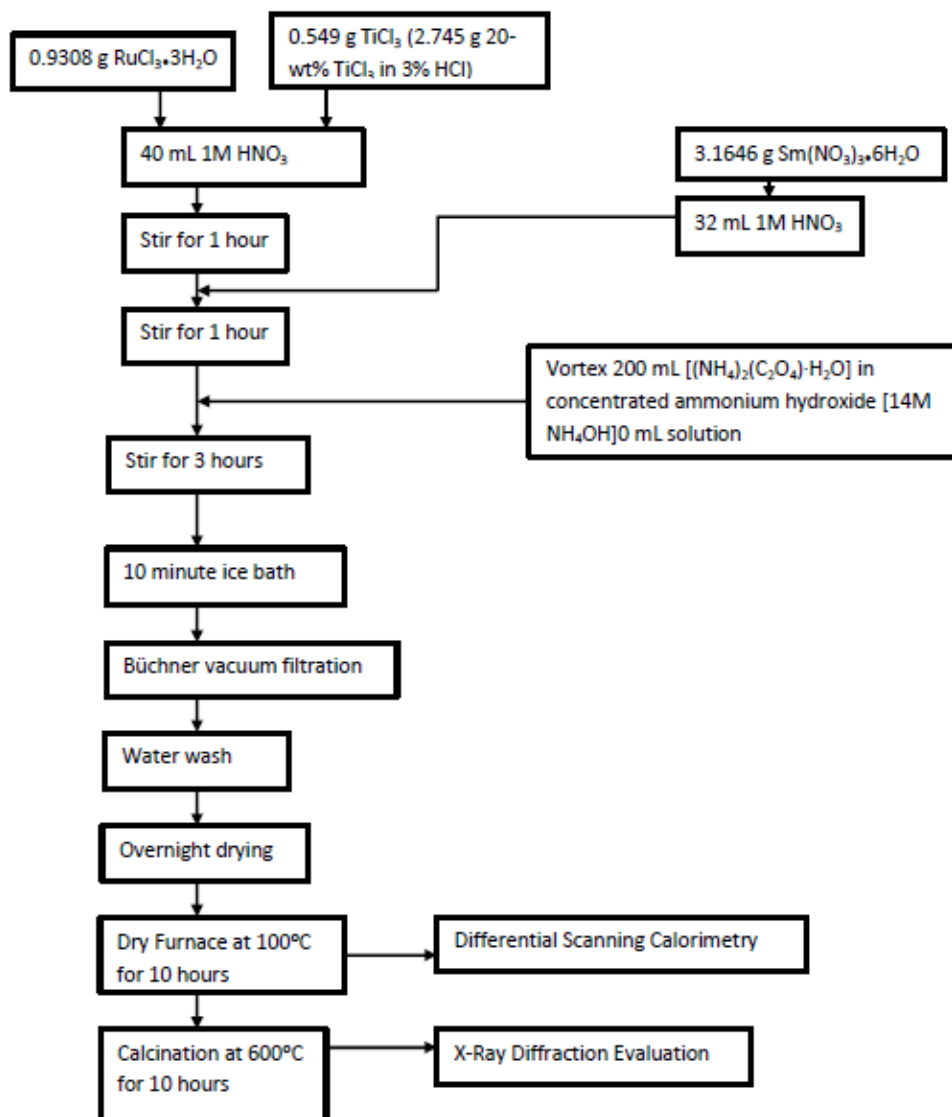 0.9308 g RuCl₃•3H₂O
0.549 g TiCl₃ (2.745 g 20-
wt% TiCl₃ in 3% HCl)
40 mL 1M HNO₃
3.1646 g Sm(NO₃)₃•6H₂O
32 mL 1M HNO₃
Stir for 1 hour
Stir for 1 hour
Vortex 200 mL [(NH₄)₂(C₂O₄)·H₂O] in
concentrated ammonium hydroxide [14M
NH₄OH]0 mL solution
Stir for 3 hours
10 minute ice bath
Büchner vacuum filtration
Water wash
Overnight drying
Dry Furnace at 100ºC
for 10 hours
Differential Scanning Calorimetry
Calcination at 600ºC
for 10 hours
X-Ray Diffraction Evaluation